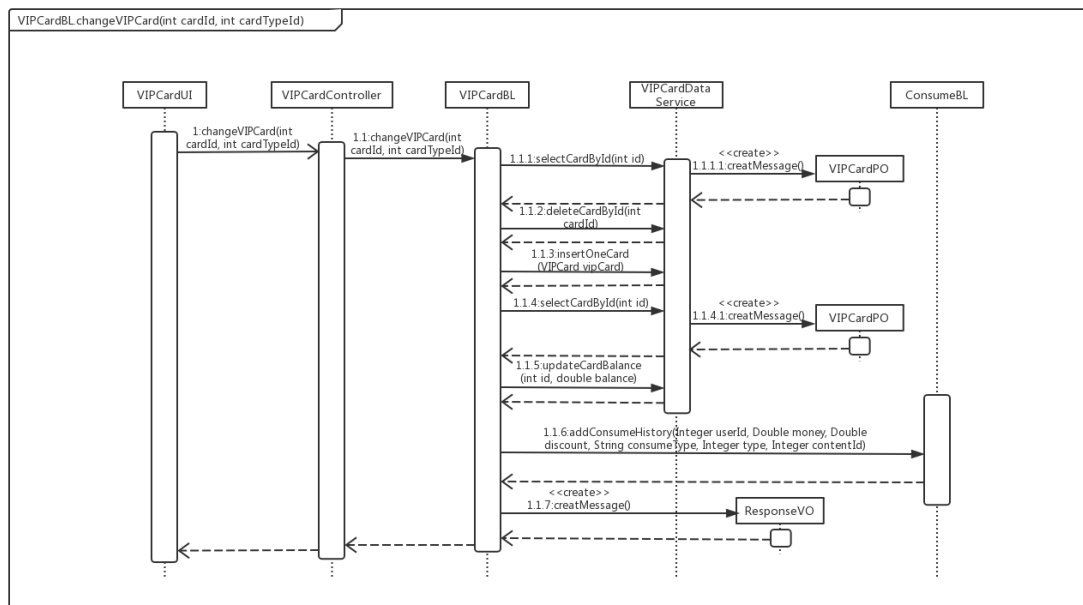 VIPCardBL.changeVIPCard(int cardId, int cardTypeId)
VIPCardUI
VIPCardController
VIPCardBL
VIPCardData
Service
ConsumeBL
1:changeVIPCard(int
cardId, int cardTypeId)
1.1:changeVIPCard(int
cardId, int cardTypeId)
1.1.1:selectCardById(int id)
<<create>>
1.1.1.1:creatMessage()
VIPCardPO
1.1.2:deleteCardById(int
cardId)
1.1.3:insertOneCard
(VIPCard vipCard)
1.1.4:selectCardById(int id)
<<create>>
1.1.4.1:creatMessage()
VIPCardPO
1.1.5:updateCardBalance
(int id, double balance)
1.1.6:addConsumeHistory(Integer userId, Double money, Double
discount, String consumeType, Integer type, Integer contentId)
<<create>>
1.1.7:creatMessage()
ResponseVO